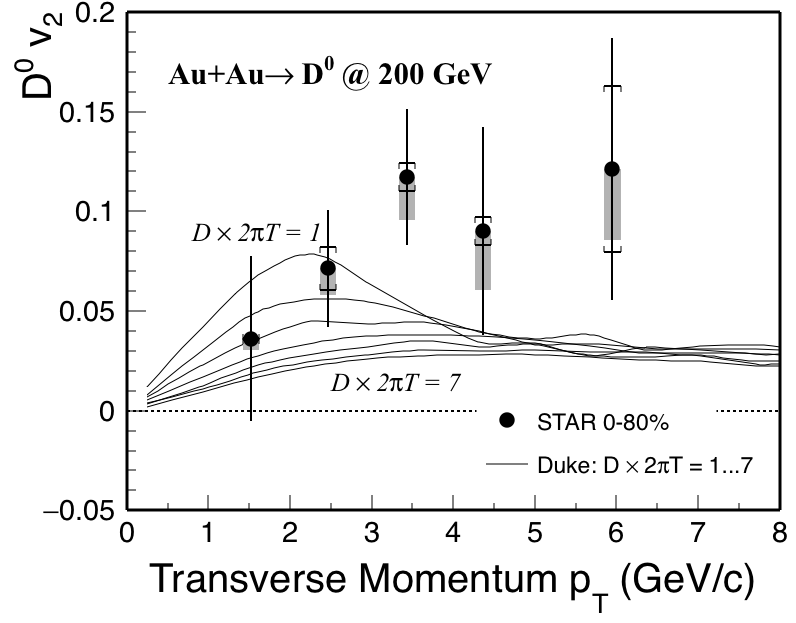 0.2
D⁰ v₂
Au+Au→ D⁰ @ 200 GeV
0.15
0.1
D × 2πT = 1
0.05
D × 2πT = 7
0
STAR 0-80%
Duke: D × 2πT = 1...7
−0.05
0 1 2 3 4 5 6 7 8
Transverse Momentum p_T (GeV/c)